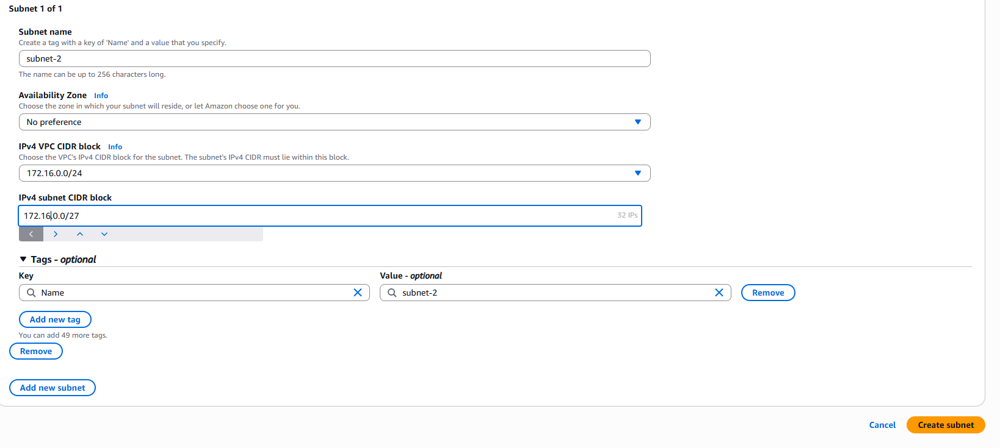 Subnet 1 of 1
Subnet name
Create a tag with a key of 'Name' and a value that you specify.
subnet-2
The name can be up to 256 characters long.
Availability Zone Info
Choose the zone in which your subnet will reside, or let Amazon choose one for you.
No preference
IPv4 VPC CIDR block Info
Choose the VPC's IPv4 CIDR block for the subnet. The subnet's IPv4 CIDR must lie within this block.
172.16.0.0/24
IPv4 subnet CIDR block
172.16.0.0/27 32 IPs
Tags - optional
Key Value - optional
Name subnet-2 Remove
Add new tag
You can add 49 more tags.
Remove
Add new subnet
Cancel Create subnet